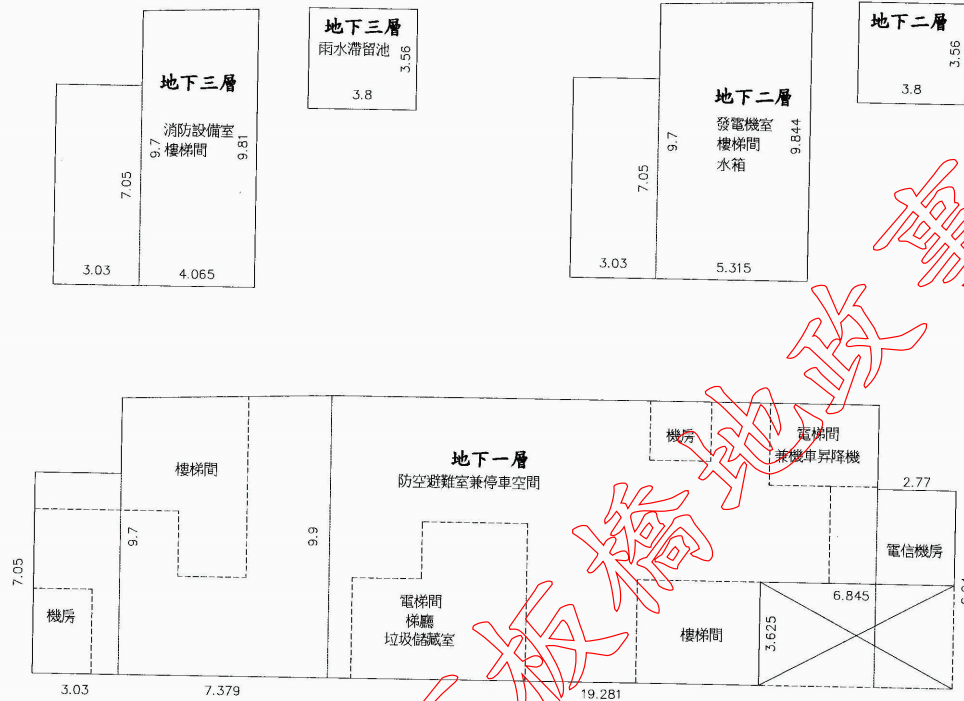 地下三層
消防設備室
樓梯間
9.7
9.81
7.05
3.03
4.065
地下三層
雨水滯留池
3.56
3.8
地下二層
發電機室
樓梯間
水箱
9.7
9.844
7.05
3.03
5.315
地下二層
3.56
3.8
地下一層
防空避難室兼停車空間
樓梯間
機房
電梯間
兼機車昇降機
2.77
電信機房
9.7
9.9
7.05
機房
電梯間
梯廳
垃圾儲藏室
樓梯間
3.625
6.845
3.03
7.379
19.281
板橋地政事